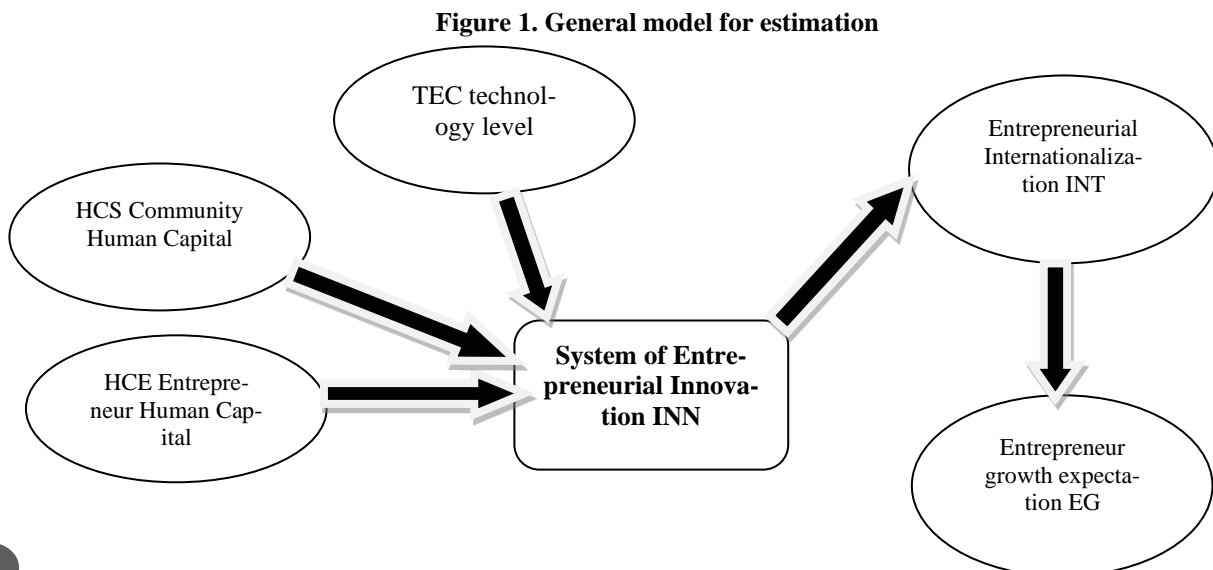 Figure 1. General model for estimation
TEC technol-
ogy level
Entrepreneurial
Internationaliza-
tion INT
HCS Community
Human Capital
System of Entre-
preneurial Innova-
tion INN
HCE Entrepre-
neur Human Cap-
ital
Entrepreneur
growth expecta-
tion EG